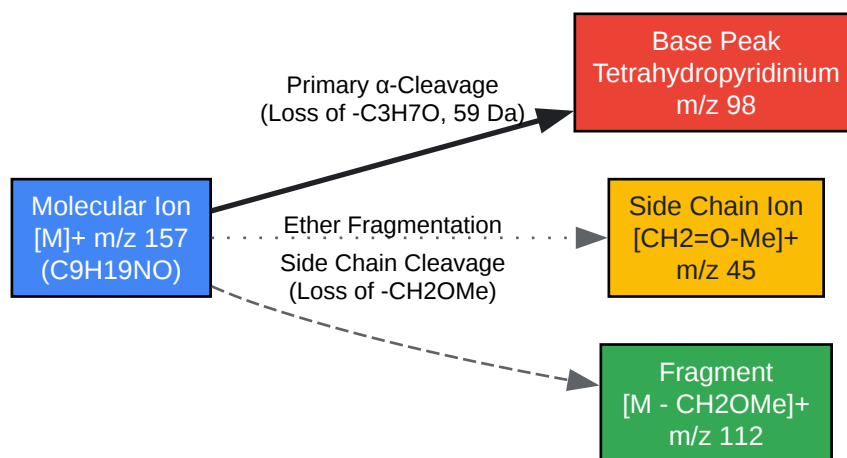 Base Peak
Tetrahydropyridinium
m/z 98
Primary α-Cleavage
(Loss of -C3H7O, 59 Da)
Molecular Ion
[M]+ m/z 157
(C9H19NO)
Ether Fragmentation
Side Chain Ion
[CH2=O-Me]+
m/z 45
Side Chain Cleavage
(Loss of -CH2OMe)
Fragment
[M - CH2OMe]+
m/z 112